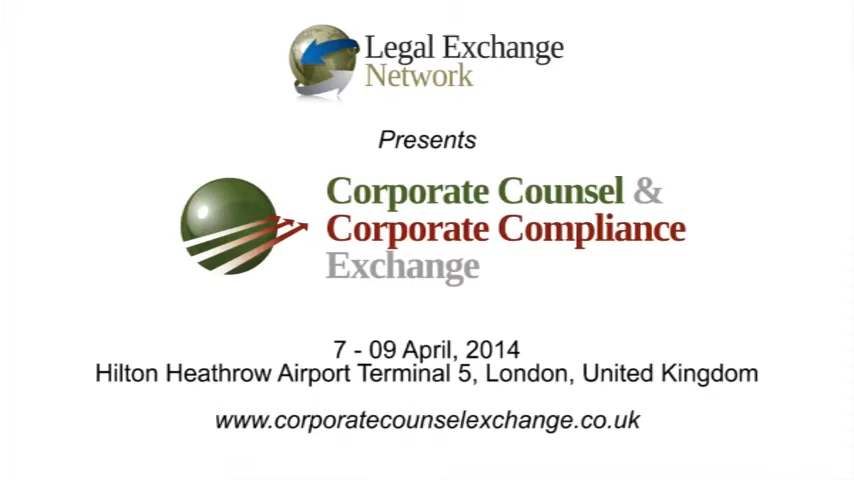 Legal Exchange
Network
Presents
Corporate Counsel &
Corporate Compliance
Exchange
7 - 09 April, 2014
Hilton Heathrow Airport Terminal 5, London, United Kingdom
www.corporatecounselexchange.co.uk